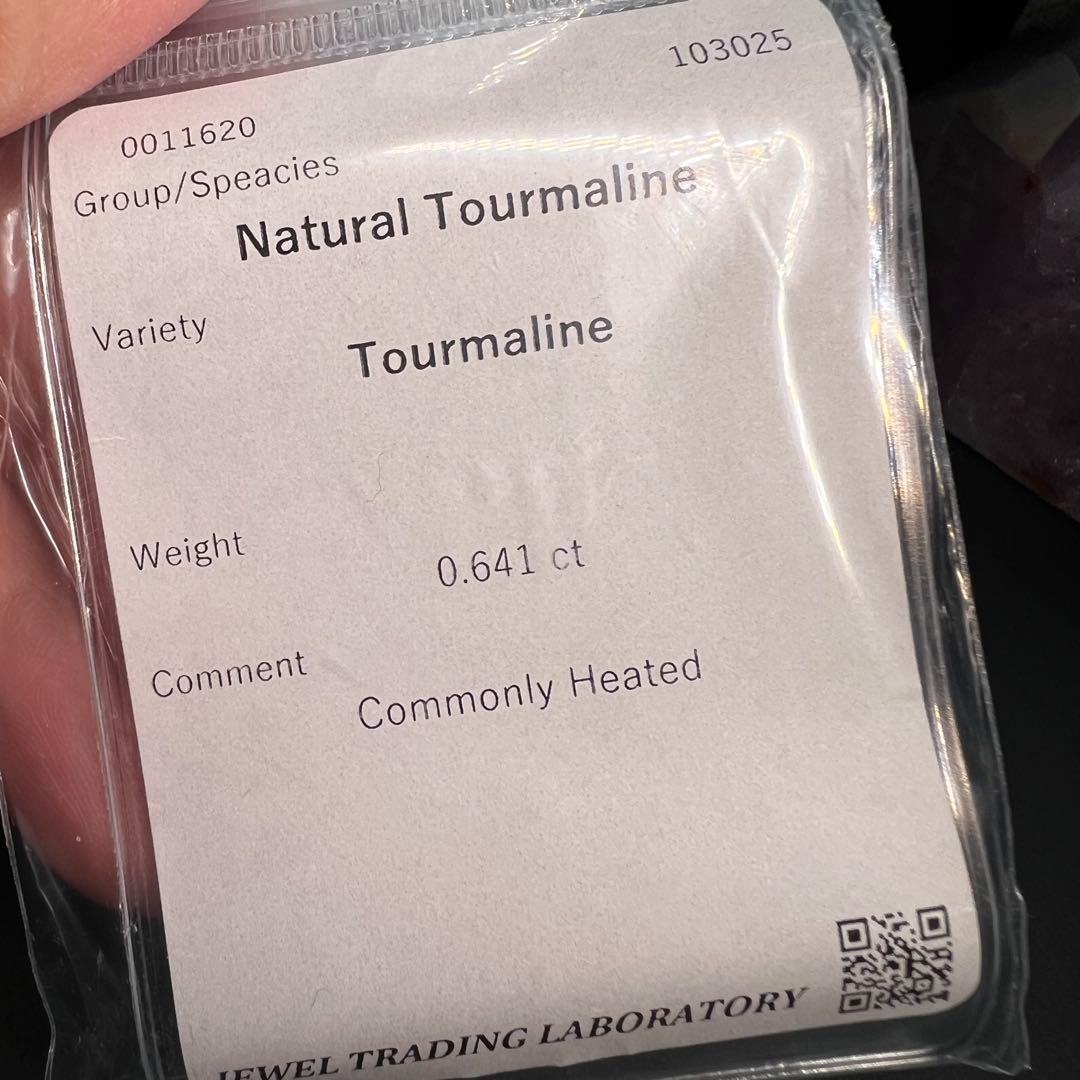 103025
0011620
Group/Speacies
Natural Tourmaline
Variety
Tourmaline
Weight
0.641 ct
Comment
Commonly Heated
JEWEL TRADING LABORATORY